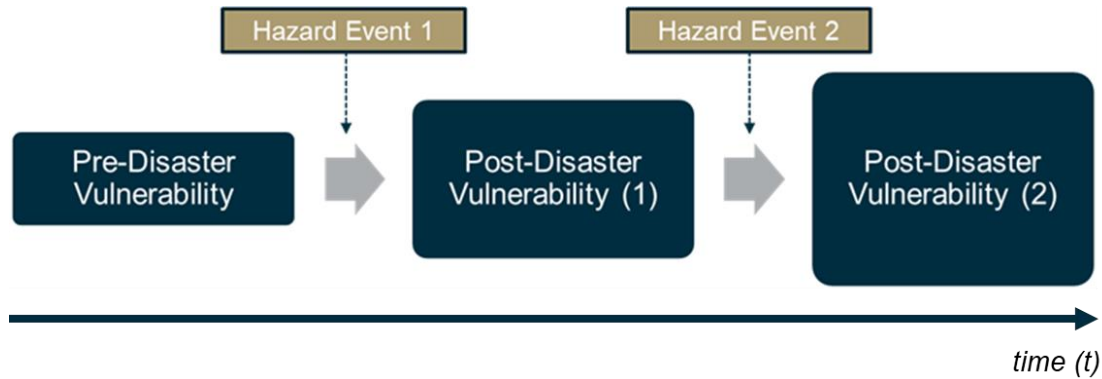 Hazard Event 1
Hazard Event 2
Pre-Disaster
Vulnerability
Post-Disaster
Vulnerability (1)
Post-Disaster
Vulnerability (2)
time (t)